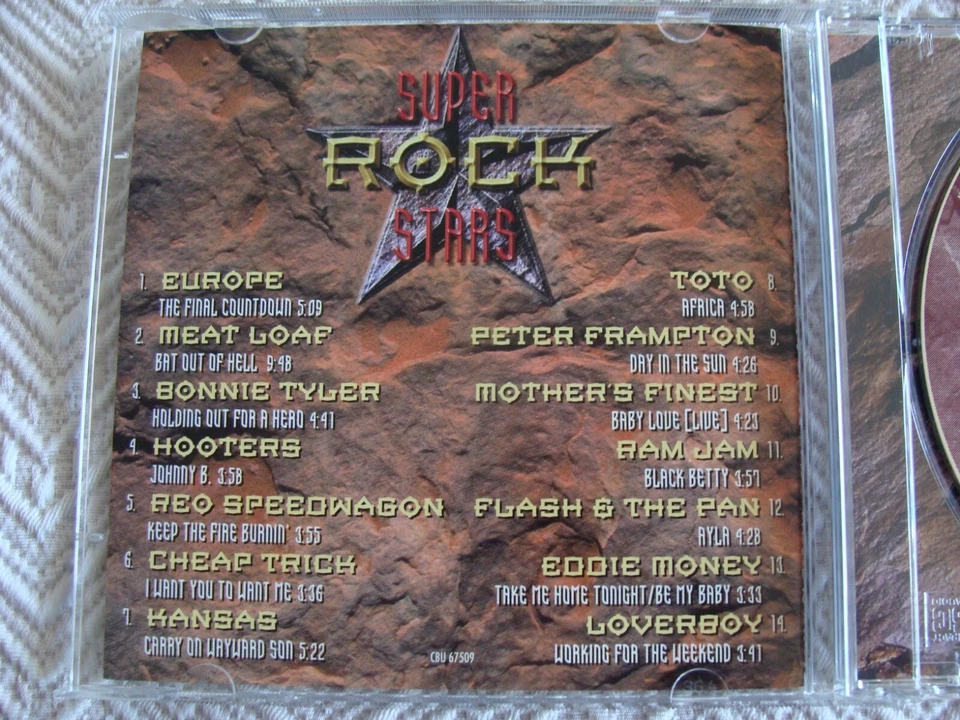 SUPER
ROCK
STARS
1. EUROPE
THE FINAL COUNTDOWN 5:09
2. MEAT LOAF
BAT OUT OF HELL 9:48
3. BONNIE TYLER
HOLDING OUT FOR A HERO 4:41
4. HOOTERS
JOHNNY B. 3:58
5. REO SPEEDWAGON
KEEP THE FIRE BURNIN' 3:55
6. CHEAP TRICK
I WANT YOU TO WANT ME 3:36
7. KANSAS
CARRY ON WAYWARD SON 5:22
TOTO 8.
AFRICA 4:58
PETER FRAMPTON 9.
DAY IN THE SUN 4:26
MOTHER'S FINEST 10.
BABY LOVE [LIVE] 4:23
RAM JAM 11.
BLACK BETTY 3:57
FLASH & THE PAN 12.
AYLA 4:28
EDDIE MONEY 13.
TAKE ME HOME TONIGHT/BE MY BABY 3:33
LOVERBOY 14.
WORKING FOR THE WEEKEND 3:41
CBU 67509